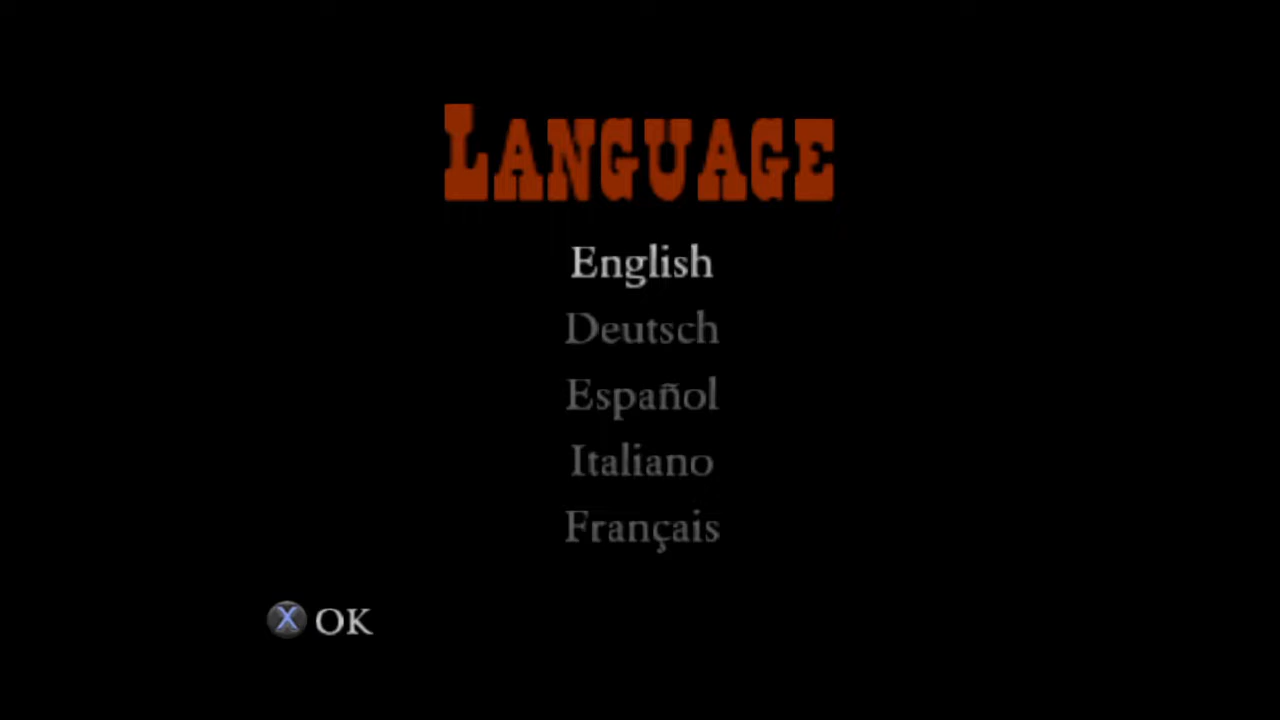 LANGUAGE
English
Deutsch
Español
Italiano
Français
X OK